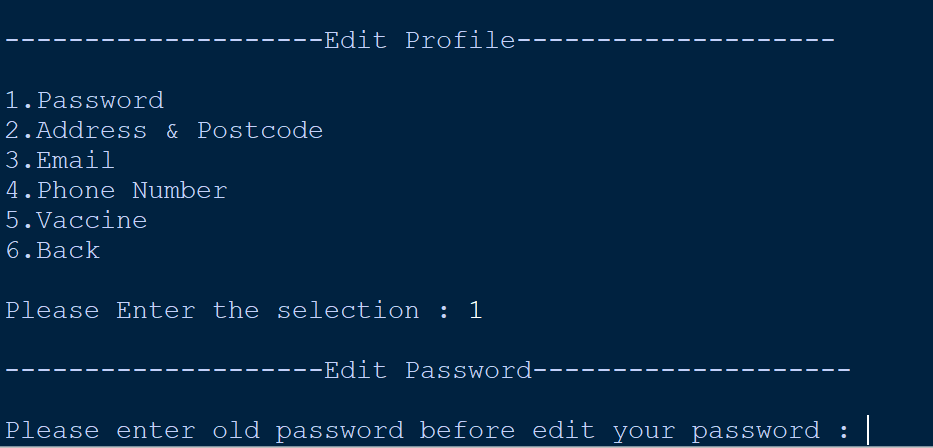 --------------------Edit Profile--------------------
1.Password
2.Address & Postcode
3.Email
4.Phone Number
5.Vaccine
6.Back
Please Enter the selection : 1
--------------------Edit Password--------------------
Please enter old password before edit your password :